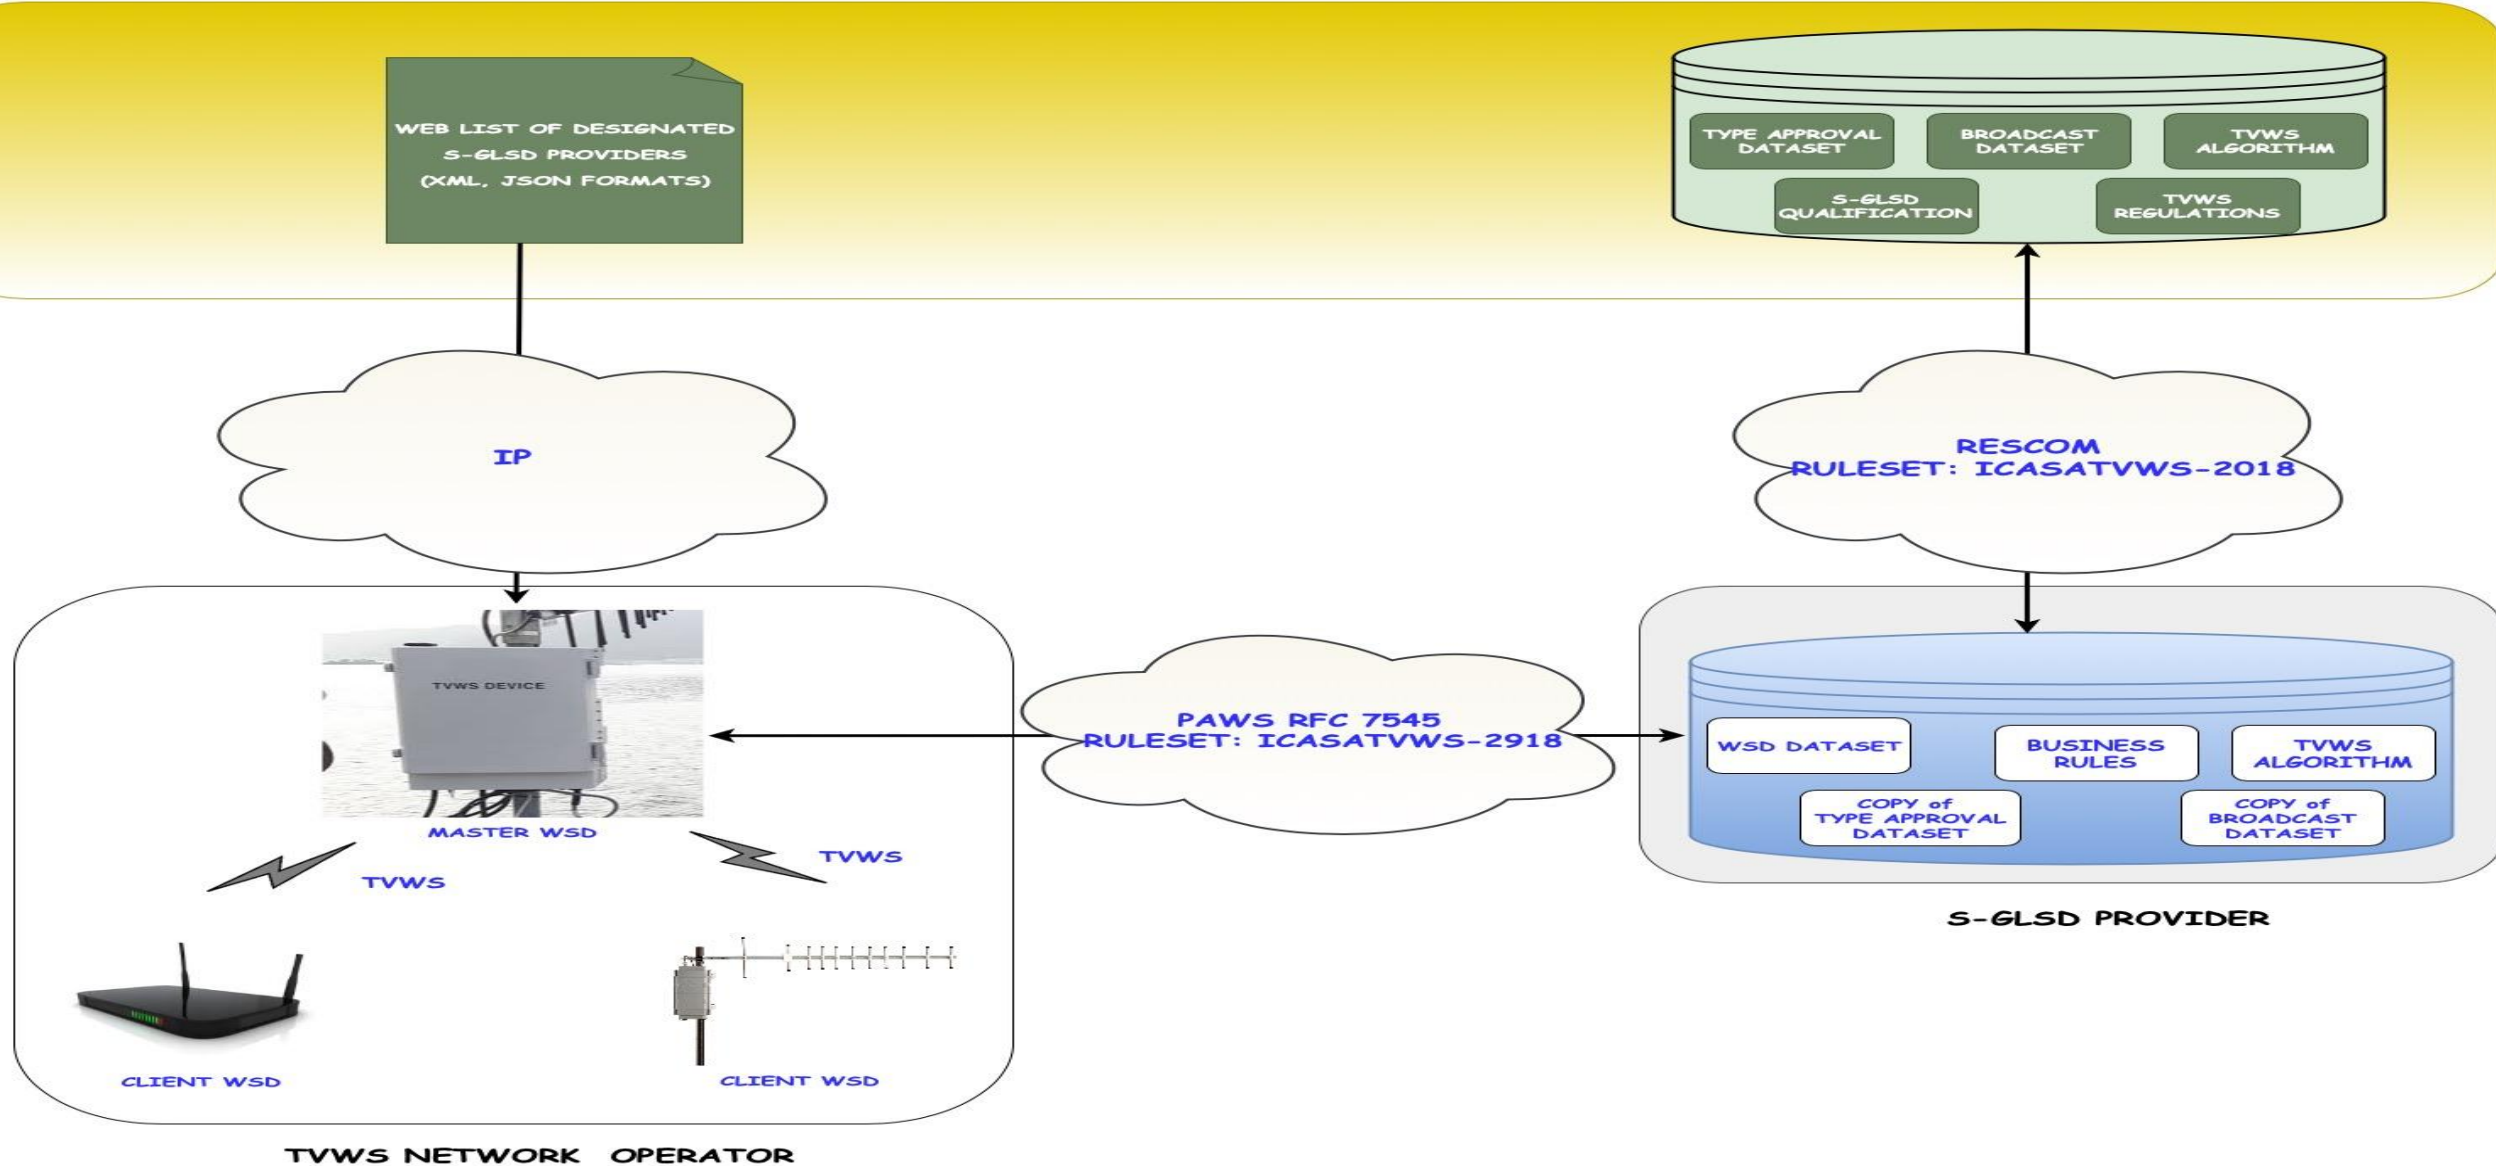 WEB LIST OF DESIGNATED
S-GLSD PROVIDERS
(XML, JSON FORMATS)
TYPE APPROVAL
DATASET
BROADCAST
DATASET
TVWS
ALGORITHM
S-GLSD
QUALIFICATION
TVWS
REGULATIONS
IP
RESCOM
RULESET: ICASATVWS-2018
TVWS DEVICE
MASTER WSD
TVWS
TVWS
CLIENT WSD
CLIENT WSD
TVWS NETWORK OPERATOR
PAWS RFC 7545
RULESET: ICASATVWS-2918
WSD DATASET
BUSINESS
RULES
TVWS
ALGORITHM
COPY of
TYPE APPROVAL
DATASET
COPY of
BROADCAST
DATASET
S-GLSD PROVIDER